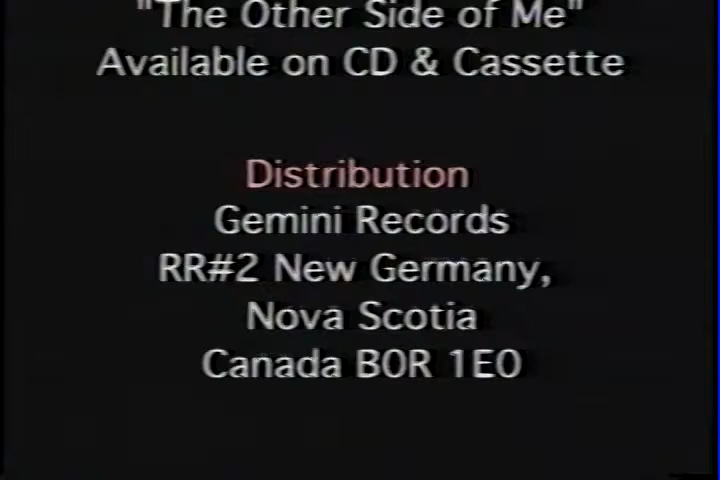 "The Other Side of Me"
Available on CD & Cassette
Distribution
Gemini Records
RR#2 New Germany,
Nova Scotia
Canada B0R 1E0